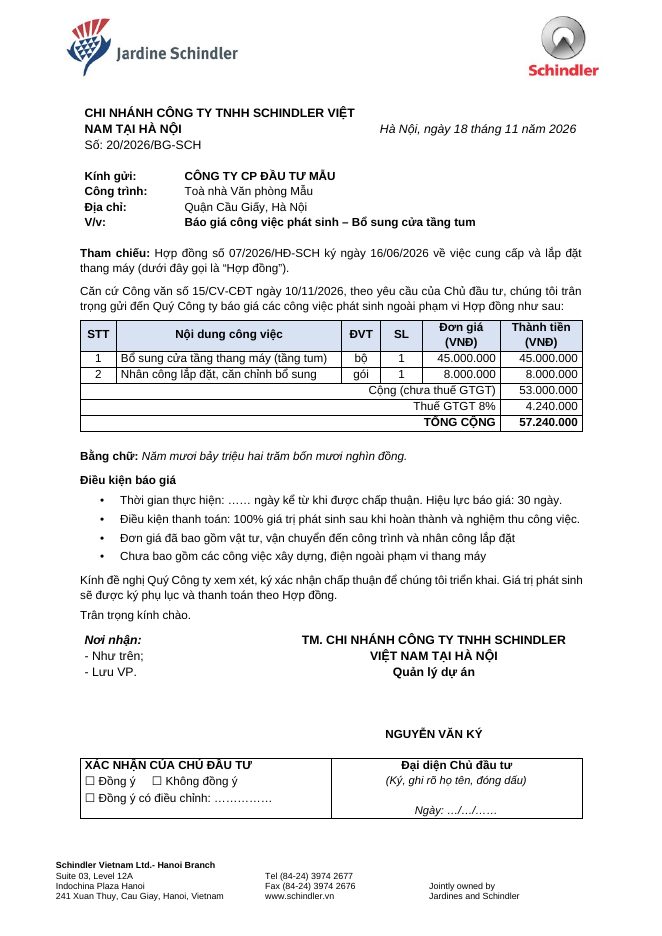 Jardine Schindler
Schindler
CHI NHÁNH CÔNG TY TNHH SCHINDLER VIỆT
NAM TẠI HÀ NỘI
Hà Nội, ngày 18 tháng 11 năm 2026
Số: 20/2026/BG-SCH
Kính gửi: CÔNG TY CP ĐẦU TƯ MẪU
Công trình: Toà nhà Văn phòng Mẫu
Địa chỉ: Quận Cầu Giấy, Hà Nội
V/v: Báo giá công việc phát sinh – Bổ sung cửa tầng tum
Tham chiếu: Hợp đồng số 07/2026/HĐ-SCH ký ngày 16/06/2026 về việc cung cấp và lắp đặt
thang máy (dưới đây gọi là “Hợp đồng”).
Căn cứ Công văn số 15/CV-CĐT ngày 10/11/2026, theo yêu cầu của Chủ đầu tư, chúng tôi trân
trọng gửi đến Quý Công ty báo giá các công việc phát sinh ngoài phạm vi Hợp đồng như sau:
STT Nội dung công việc ĐVT SL Đơn giá (VNĐ) Thành tiền (VNĐ)
1 Bổ sung cửa tầng thang máy (tầng tum) bộ 1 45.000.000 45.000.000
2 Nhân công lắp đặt, căn chỉnh bổ sung gói 1 8.000.000 8.000.000
Cộng (chưa thuế GTGT) 53.000.000
Thuế GTGT 8% 4.240.000
TỔNG CỘNG 57.240.000
Bằng chữ: Năm mươi bảy triệu hai trăm bốn mươi nghìn đồng.
Điều kiện báo giá
• Thời gian thực hiện: …… ngày kể từ khi được chấp thuận. Hiệu lực báo giá: 30 ngày.
• Điều kiện thanh toán: 100% giá trị phát sinh sau khi hoàn thành và nghiệm thu công việc.
• Đơn giá đã bao gồm vật tư, vận chuyển đến công trình và nhân công lắp đặt
• Chưa bao gồm các công việc xây dựng, điện ngoài phạm vi thang máy
Kính đề nghị Quý Công ty xem xét, ký xác nhận chấp thuận để chúng tôi triển khai. Giá trị phát sinh
sẽ được ký phụ lục và thanh toán theo Hợp đồng.
Trân trọng kính chào.
Nơi nhận:
- Như trên;
- Lưu VP.
TM. CHI NHÁNH CÔNG TY TNHH SCHINDLER
VIỆT NAM TẠI HÀ NỘI
Quản lý dự án
NGUYỄN VĂN KÝ
XÁC NHẬN CỦA CHỦ ĐẦU TƯ
☐ Đồng ý ☐ Không đồng ý
☐ Đồng ý có điều chỉnh: ……………
Đại diện Chủ đầu tư
(Ký, ghi rõ họ tên, đóng dấu)
Ngày: …/…/……
Schindler Vietnam Ltd.- Hanoi Branch
Suite 03, Level 12A
Indochina Plaza Hanoi
241 Xuan Thuy, Cau Giay, Hanoi, Vietnam
Tel (84-24) 3974 2677
Fax (84-24) 3974 2676
www.schindler.vn
Jointly owned by
Jardines and Schindler